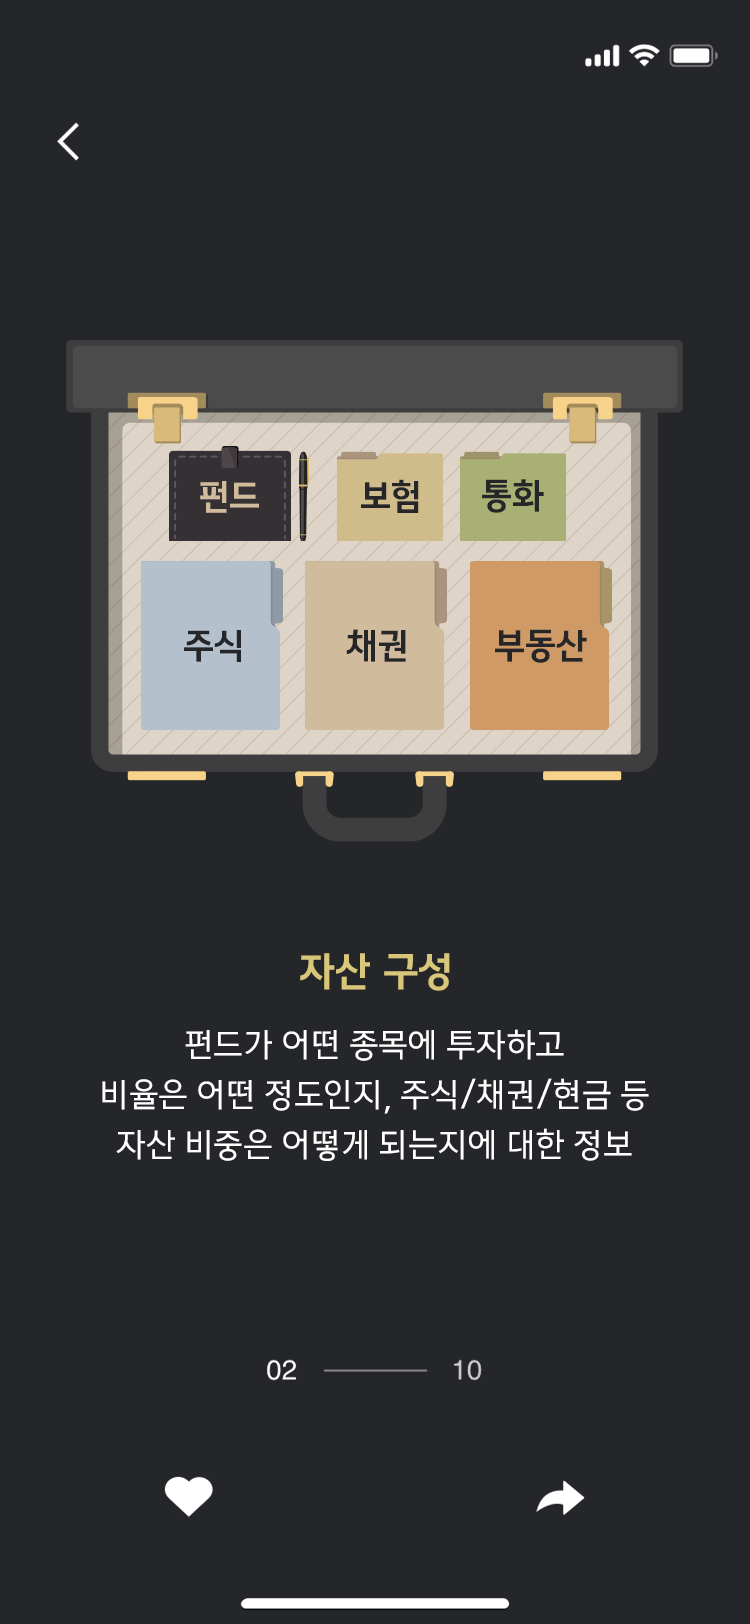 펀드
보험
통화
주식
채권
부동산
자산 구성
펀드가 어떤 종목에 투자하고
비율은 어떤 정도인지, 주식/채권/현금 등
자산 비중은 어떻게 되는지에 대한 정보
02
10